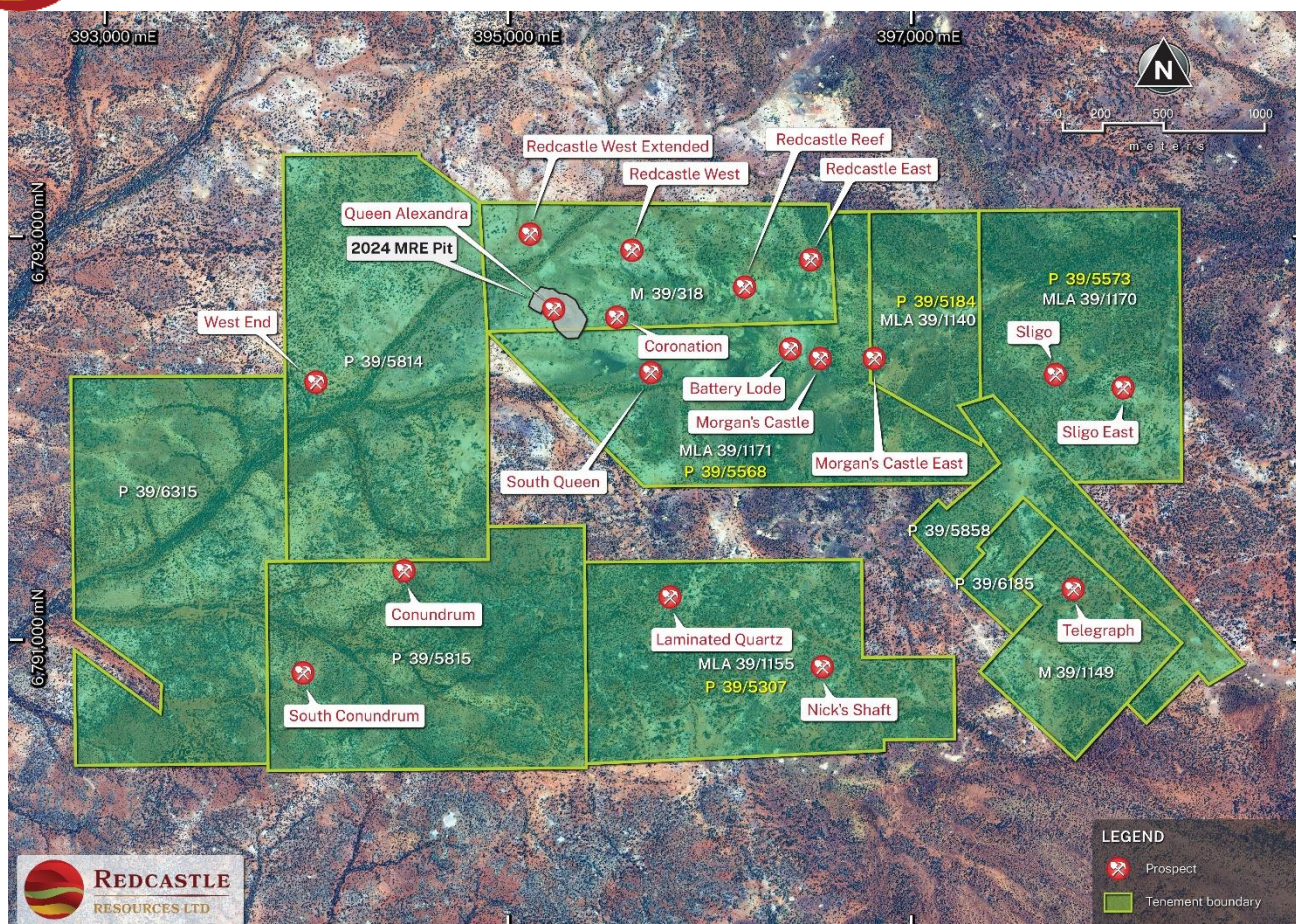 393,000 mE
395,000 mE
397,000 mE
N
0 200 500 1000
meters
6,793,000 mN
6,791,000 mN
Redcastle West Extended
Redcastle Reef
Redcastle West
Redcastle East
Queen Alexandra
2024 MRE Pit
M 39/318
P 39/5573
MLA 39/1170
P 39/5184
MLA 39/1140
West End
Sligo
Coronation
P 39/5814
Battery Lode
Morgan's Castle
Sligo East
MLA 39/1171
P 39/5568
Morgan's Castle East
South Queen
P 39/6315
P 39/5858
P 39/6185
Conundrum
Laminated Quartz
Telegraph
P 39/5815
MLA 39/1155
P 39/5307
M 39/1149
South Conundrum
Nick's Shaft
LEGEND
Prospect
Tenement boundary
REDCASTLE
RESOURCES LTD